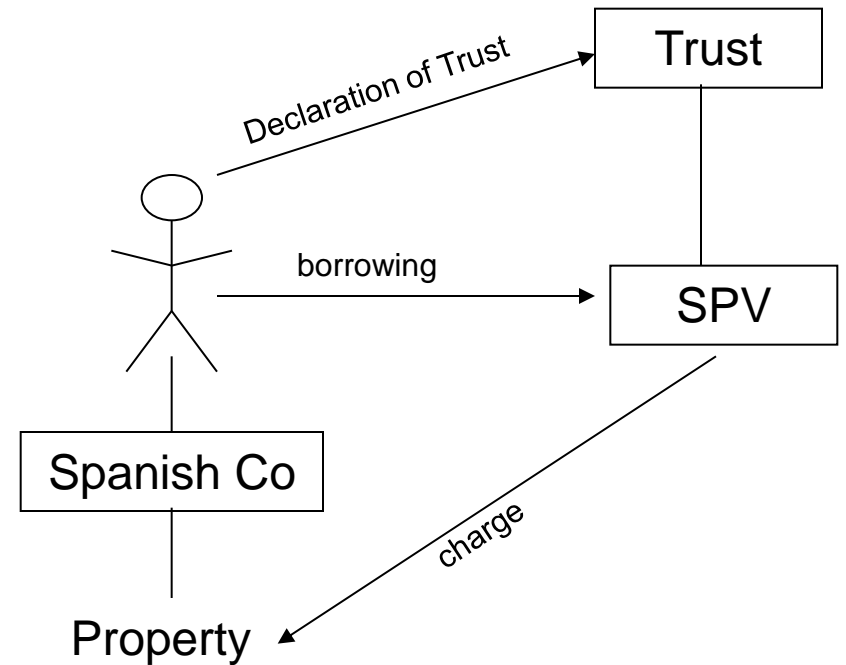 Trust
Declaration of Trust
borrowing
SPV
Spanish Co
charge
Property